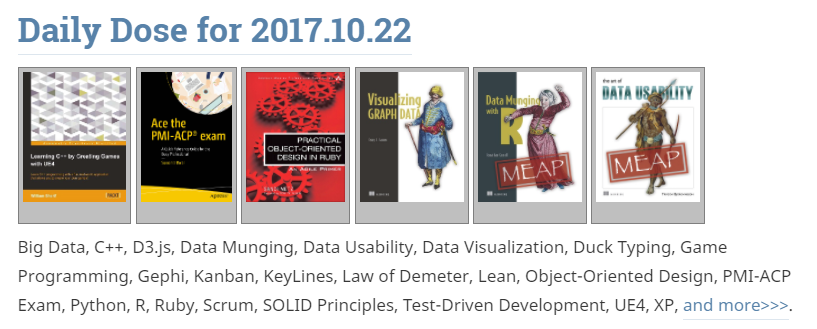 Daily Dose for 2017.10.22
Learning C++ by Creating Games
with UE4
Ace the
PMI-ACP® exam
PRACTICAL
OBJECT-ORIENTED
DESIGN IN RUBY
Visualizing
GRAPH DATA
Data Munging
with R
MEAP
the art of
DATA USABILITY
MEAP
Big Data, C++, D3.js, Data Munging, Data Usability, Data Visualization, Duck Typing, Game
Programming, Gephi, Kanban, KeyLines, Law of Demeter, Lean, Object-Oriented Design, PMI-ACP
Exam, Python, R, Ruby, Scrum, SOLID Principles, Test-Driven Development, UE4, XP, and more>>>.